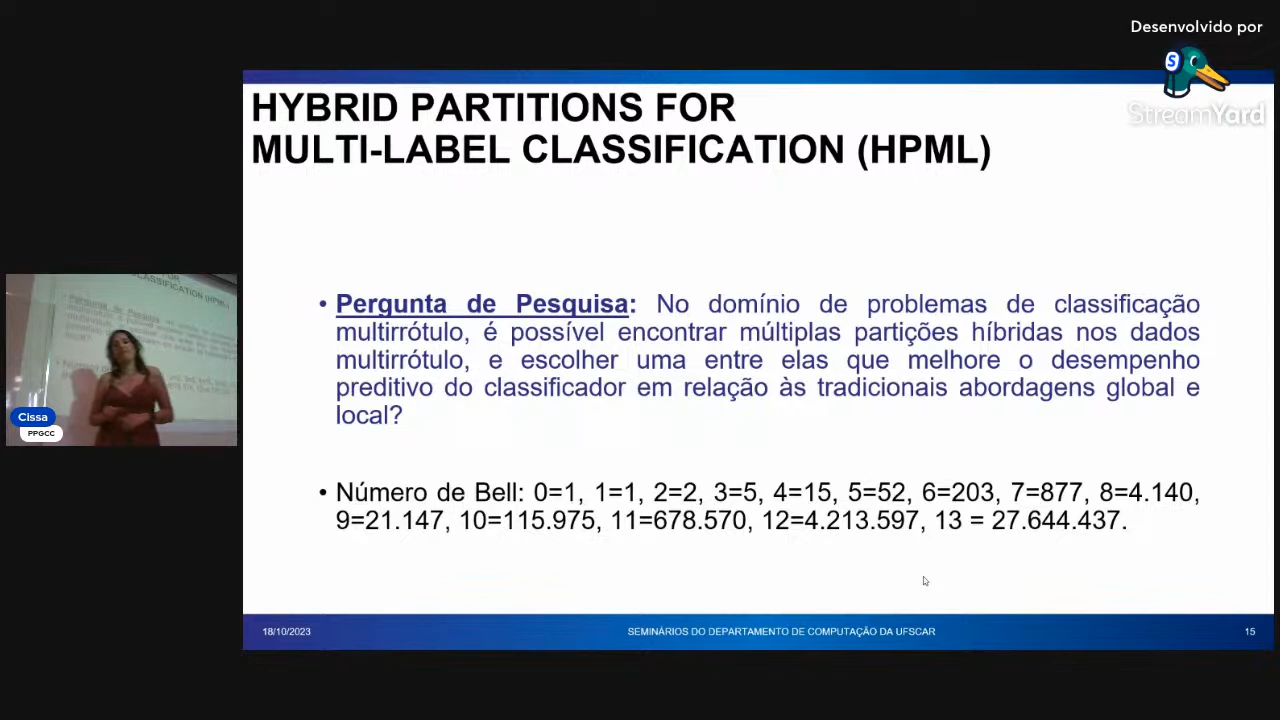 Desenvolvido por
S
StreamYard
HYBRID PARTITIONS FOR
MULTI-LABEL CLASSIFICATION (HPML)
• Pergunta de Pesquisa: No domínio de problemas de classificação
multirrótulo, é possível encontrar múltiplas partições híbridas nos dados
multirrótulo, e escolher uma entre elas que melhore o desempenho
preditivo do classificador em relação às tradicionais abordagens global e
local?
• Número de Bell: 0=1, 1=1, 2=2, 3=5, 4=15, 5=52, 6=203, 7=877, 8=4.140,
9=21.147, 10=115.975, 11=678.570, 12=4.213.597, 13 = 27.644.437.
Cissa
PPGCC
18/10/2023
SEMINÁRIOS DO DEPARTAMENTO DE COMPUTAÇÃO DA UFSCAR
15